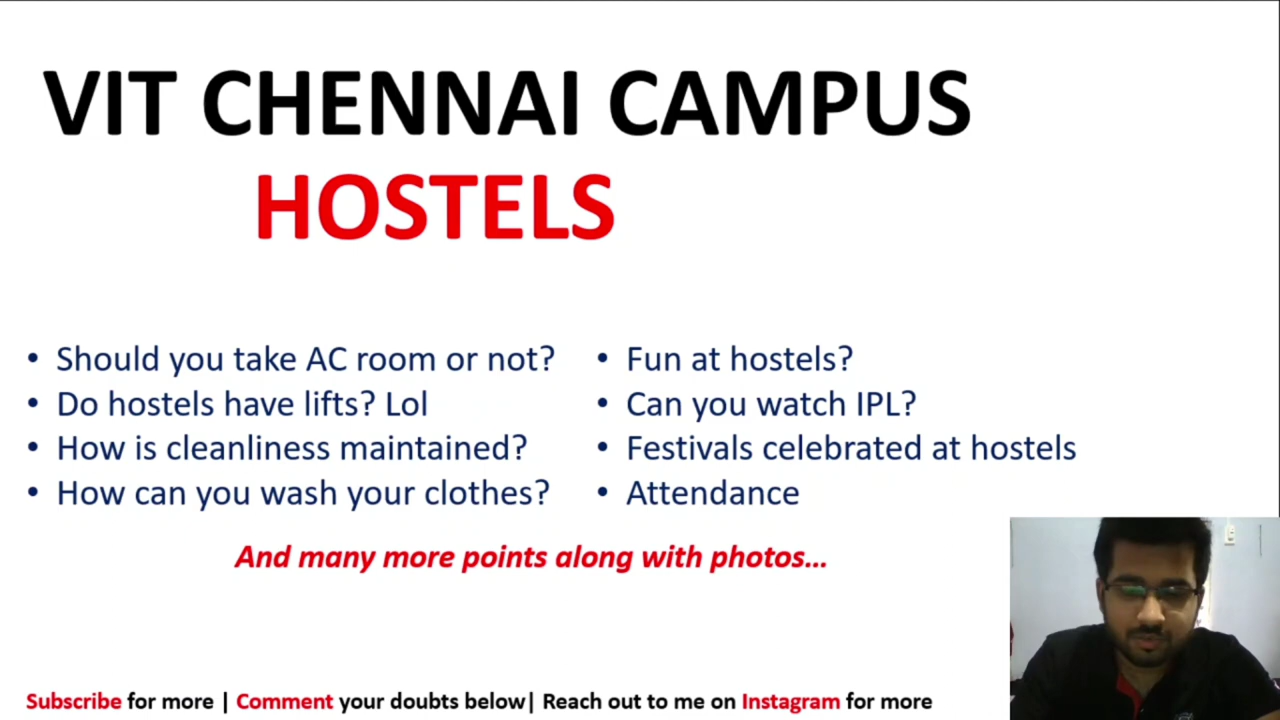 VIT CHENNAI CAMPUS
HOSTELS
• Should you take AC room or not?
• Do hostels have lifts? Lol
• How is cleanliness maintained?
• How can you wash your clothes?
• Fun at hostels?
• Can you watch IPL?
• Festivals celebrated at hostels
• Attendance
And many more points along with photos...
Subscribe for more | Comment your doubts below| Reach out to me on Instagram for more